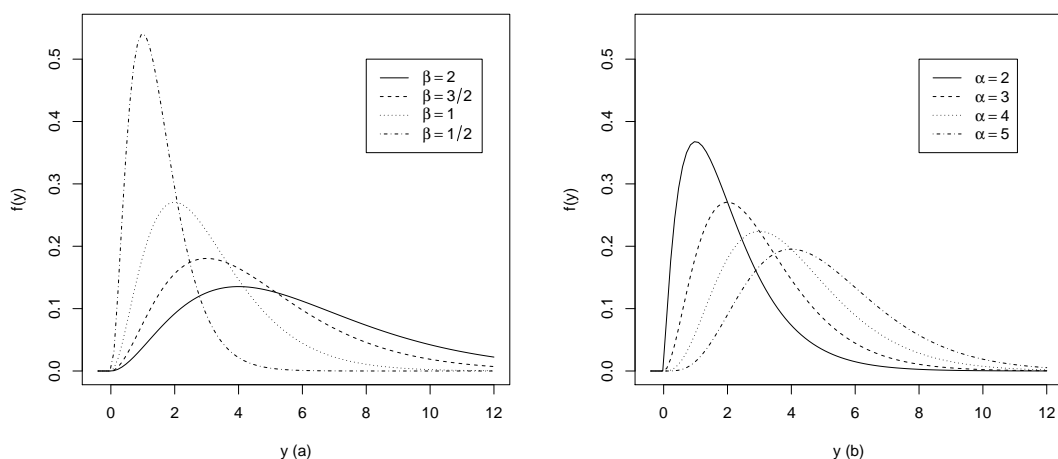 f(y)
0.0 0.1 0.2 0.3 0.4 0.5
0 2 4 6 8 10 12
y (a)
β = 2
β = 3/2
β = 1
β = 1/2
f(y)
0.0 0.1 0.2 0.3 0.4 0.5
0 2 4 6 8 10 12
y (b)
α = 2
α = 3
α = 4
α = 5